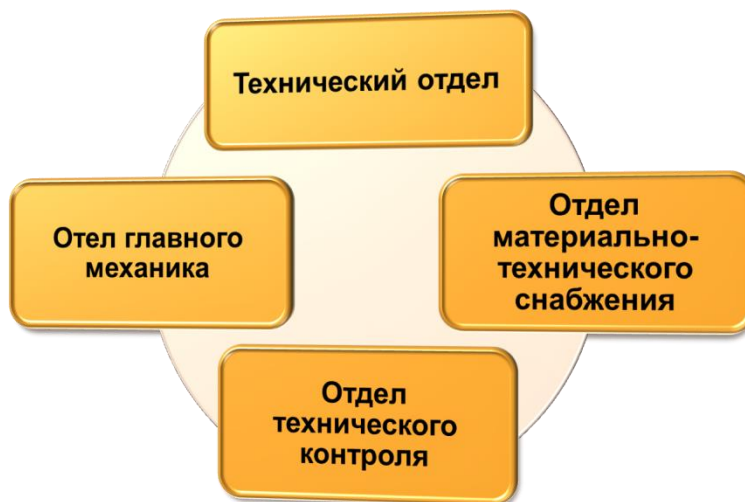 Технический отдел
Отел главного
механика
Отдел
материально-
технического
снабжения
Отдел
технического
контроля